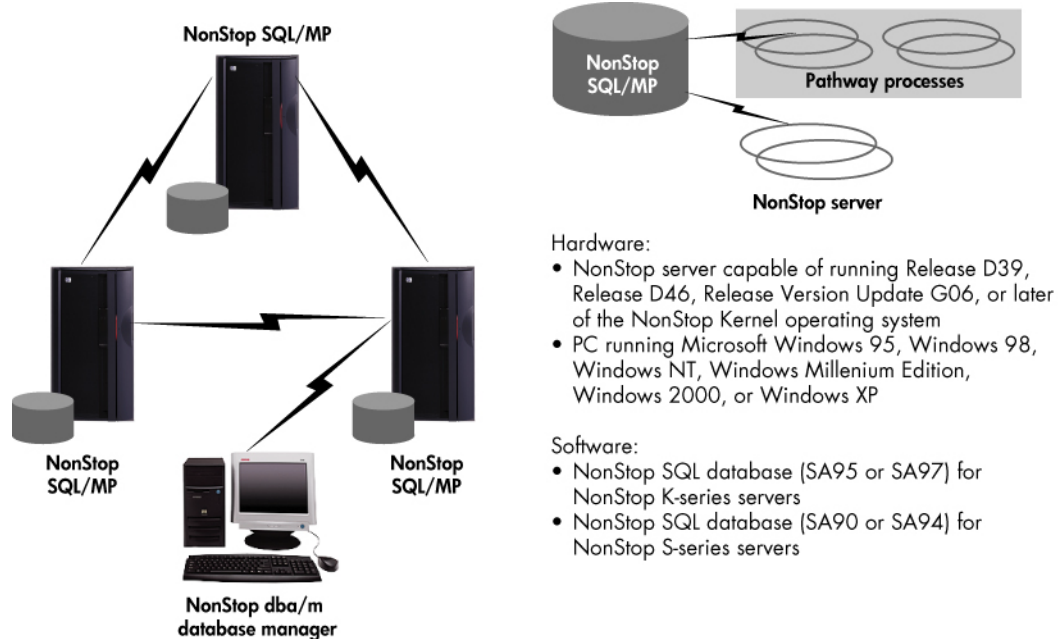 NonStop SQL/MP
NonStop
SQL/MP
NonStop
SQL/MP
NonStop dba/m
database manager
NonStop
SQL/MP
Pathway processes
NonStop server
Hardware:
• NonStop server capable of running Release D39,
Release D46, Release Version Update G06, or later
of the NonStop Kernel operating system
• PC running Microsoft Windows 95, Windows 98,
Windows NT, Windows Millenium Edition,
Windows 2000, or Windows XP
Software:
• NonStop SQL database (SA95 or SA97) for
NonStop K-series servers
• NonStop SQL database (SA90 or SA94) for
NonStop S-series servers